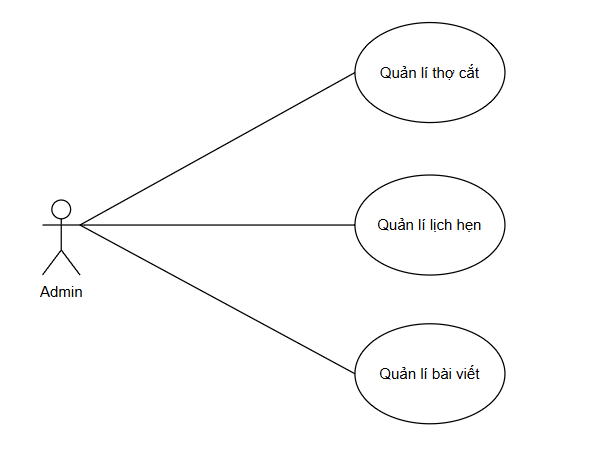 Quản lí thợ cắt
Quản lí lịch hẹn
Admin
Quản lí bài viết